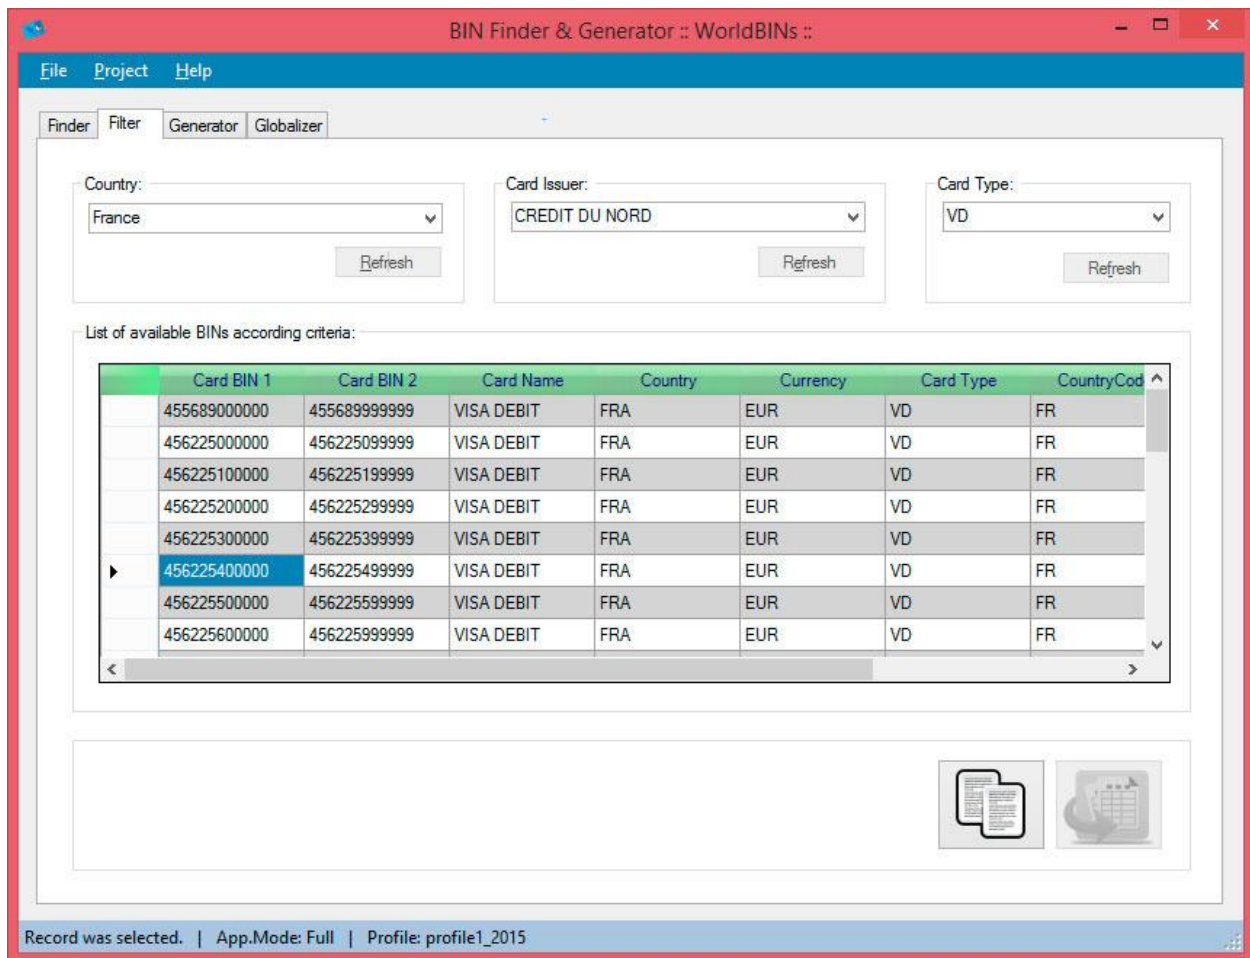 BIN Finder & Generator :: WorldBINs ::
File Project Help
Finder Filter Generator Globalizer
Country: Card Issuer: Card Type:
France CREDIT DU NORD VD
Refresh Refresh Refresh
List of available BINs according criteria:
Card BIN 1 Card BIN 2 Card Name Country Currency Card Type CountryCod
455689000000 455689999999 VISA DEBIT FRA EUR VD FR
456225000000 456225099999 VISA DEBIT FRA EUR VD FR
456225100000 456225199999 VISA DEBIT FRA EUR VD FR
456225200000 456225299999 VISA DEBIT FRA EUR VD FR
456225300000 456225399999 VISA DEBIT FRA EUR VD FR
456225400000 456225499999 VISA DEBIT FRA EUR VD FR
456225500000 456225599999 VISA DEBIT FRA EUR VD FR
456225600000 456225999999 VISA DEBIT FRA EUR VD FR
Record was selected. | App.Mode: Full | Profile: profile1_2015